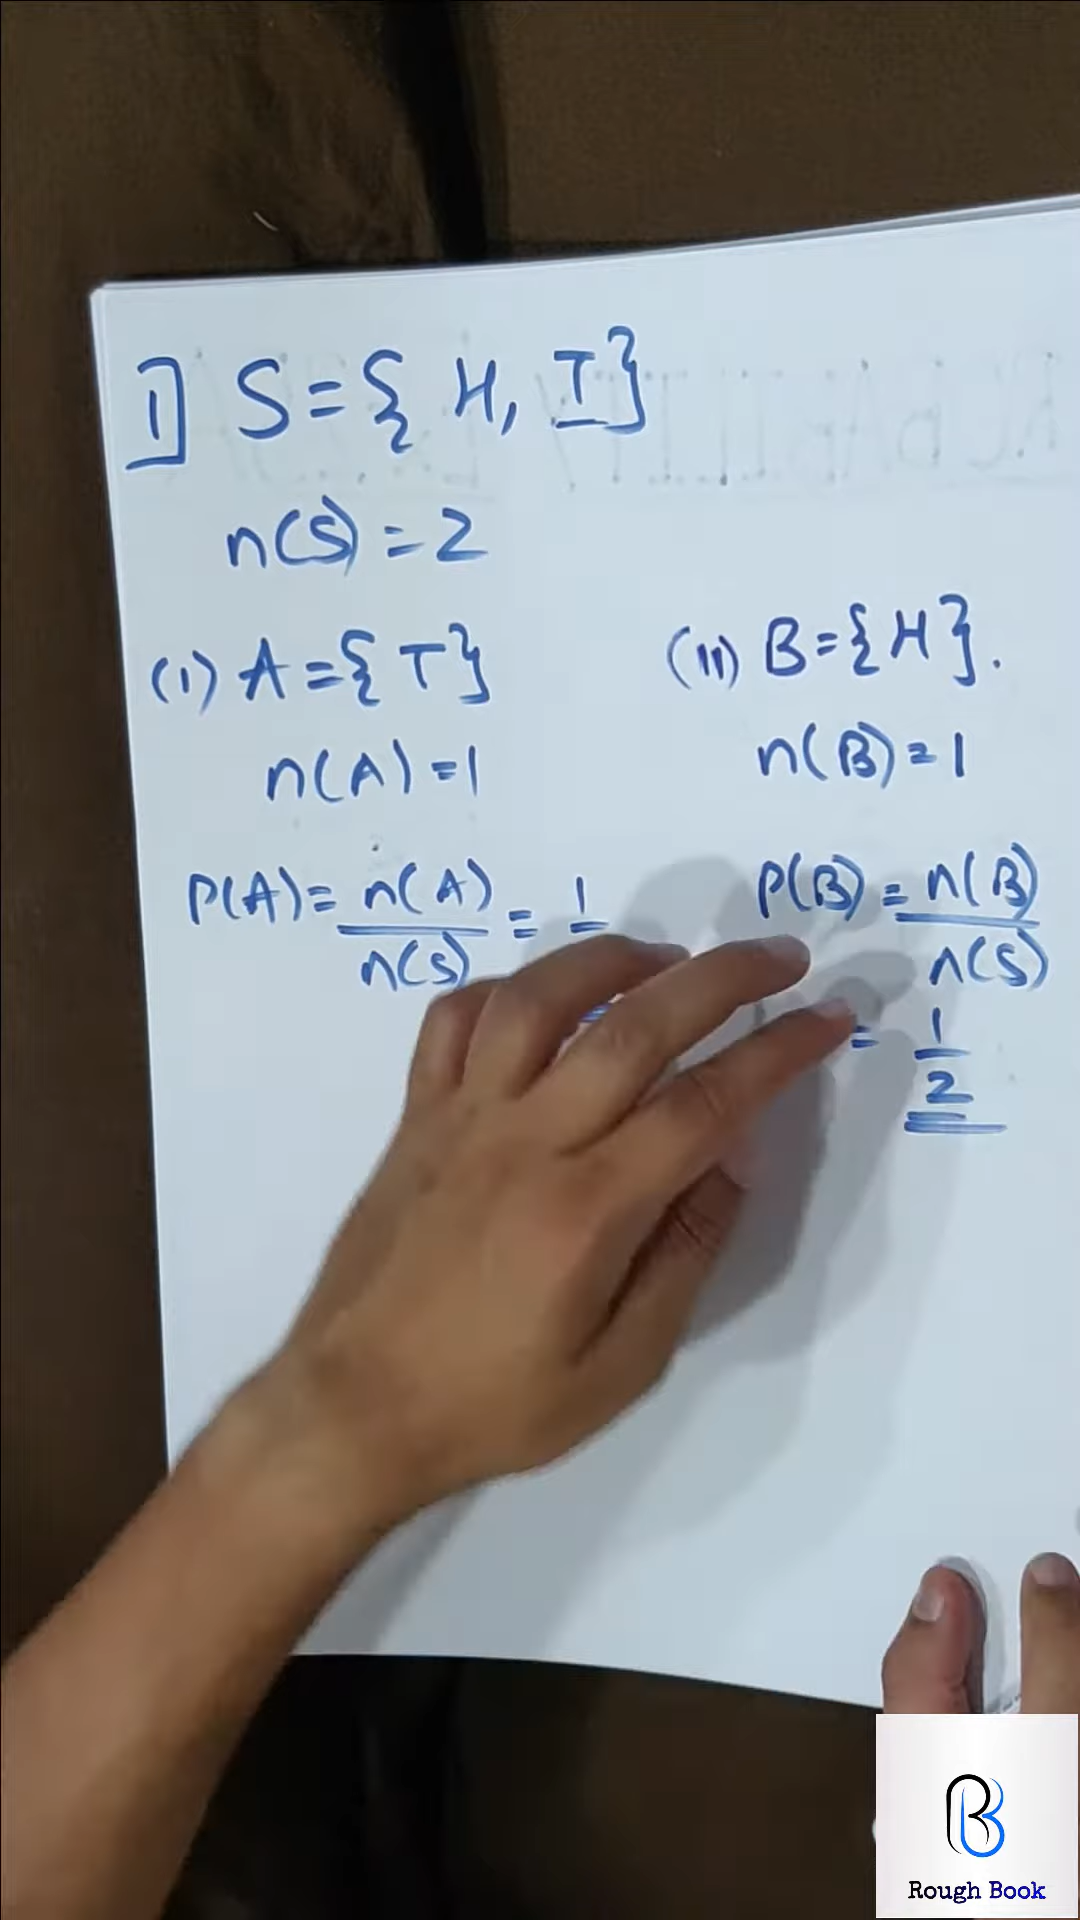 1] S = { H, T }
n(S) = 2
(i) A = { T }
n(A) = 1
P(A) = n(A)/n(S) = 1
(ii) B = { H }.
n(B) = 1
P(B) = n(B)/n(S)
= 1/2
Rough Book